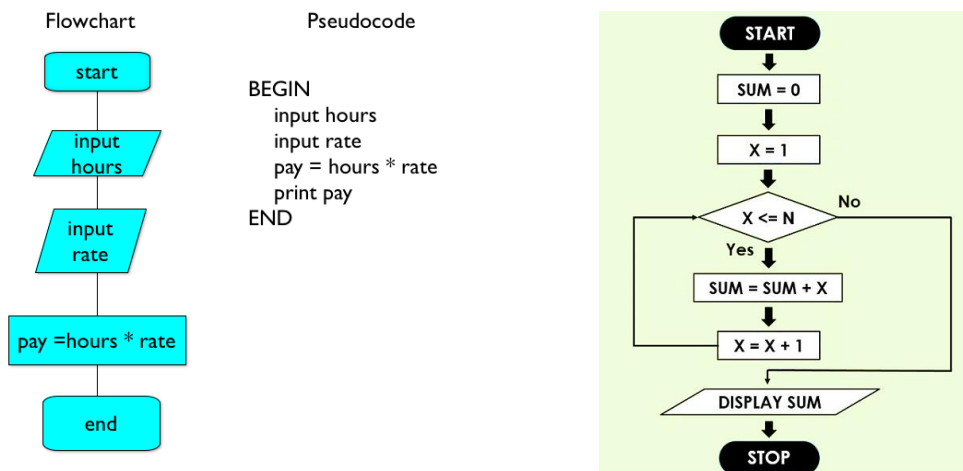 Flowchart
start
input
hours
input
rate
pay =hours * rate
end
Pseudocode
BEGIN
input hours
input rate
pay = hours * rate
print pay
END
START
SUM = 0
X = 1
X <= N
No
Yes
SUM = SUM + X
X = X + 1
DISPLAY SUM
STOP